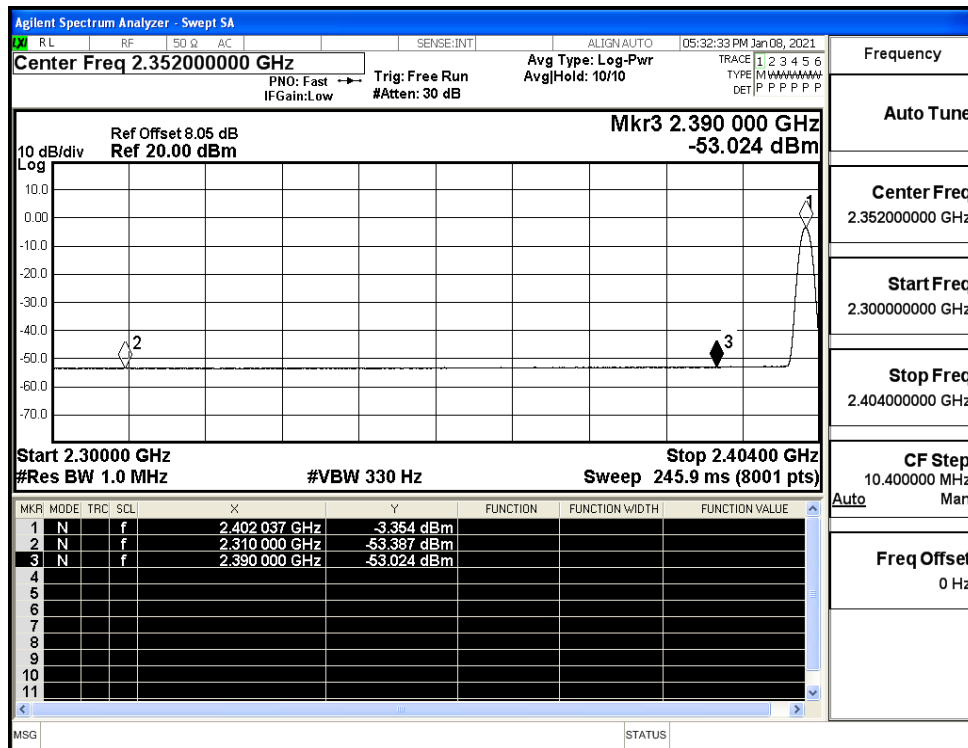 Agilent Spectrum Analyzer - Swept SA
LXI RL RF 50 Ω AC SENSE:INT ALIGN AUTO 05:32:33 PM Jan 08, 2021
Center Freq 2.352000000 GHz
PNO: Fast
IFGain:Low
Trig: Free Run
#Atten: 30 dB
Avg Type: Log-Pwr
Avg|Hold: 10/10
TRACE 1 2 3 4 5 6
TYPE M WWWWWW
DET P P P P P P
Mkr3 2.390 000 GHz
-53.024 dBm
Ref Offset 8.05 dB
10 dB/div Ref 20.00 dBm
Log
10.0
0.00
-10.0
-20.0
-30.0
-40.0
-50.0
-60.0
-70.0
1
2
3
Start 2.30000 GHz Stop 2.40400 GHz
#Res BW 1.0 MHz #VBW 330 Hz Sweep 245.9 ms (8001 pts)
MKR MODE TRC SCL X Y FUNCTION FUNCTION WIDTH FUNCTION VALUE
1 N f 2.402 037 GHz -3.354 dBm
2 N f 2.310 000 GHz -53.387 dBm
3 N f 2.390 000 GHz -53.024 dBm
4
5
6
7
8
9
10
11
MSG STATUS
Frequency
Auto Tune
Center Freq
2.352000000 GHz
Start Freq
2.300000000 GHz
Stop Freq
2.404000000 GHz
CF Step
10.400000 MHz
Auto Man
Freq Offset
0 Hz